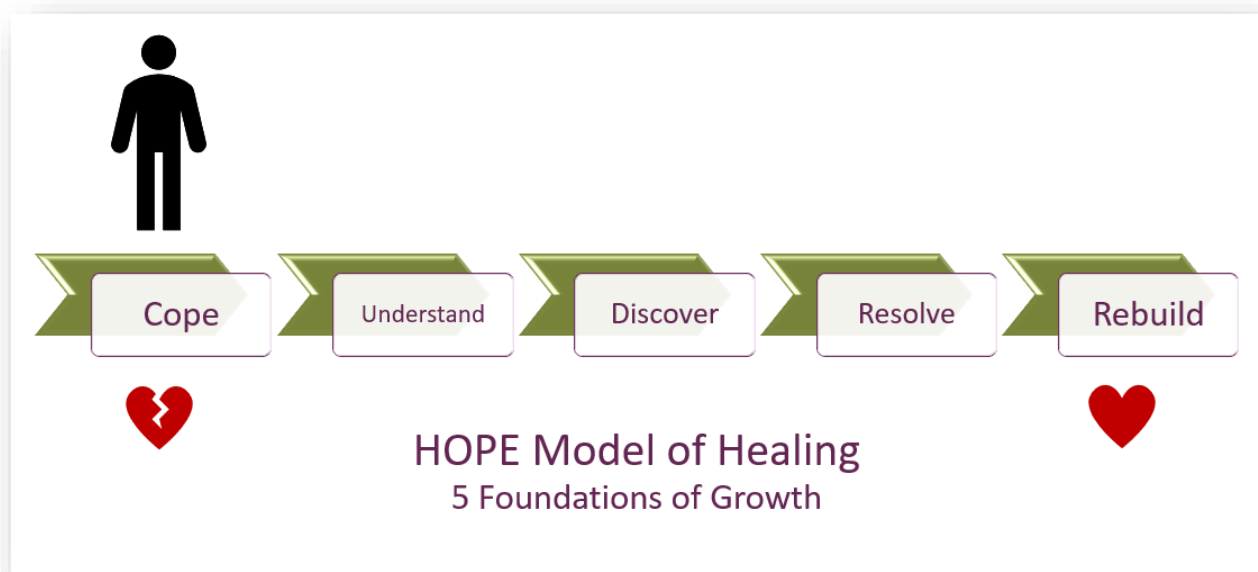 Cope
Understand
Discover
Resolve
Rebuild
HOPE Model of Healing
5 Foundations of Growth